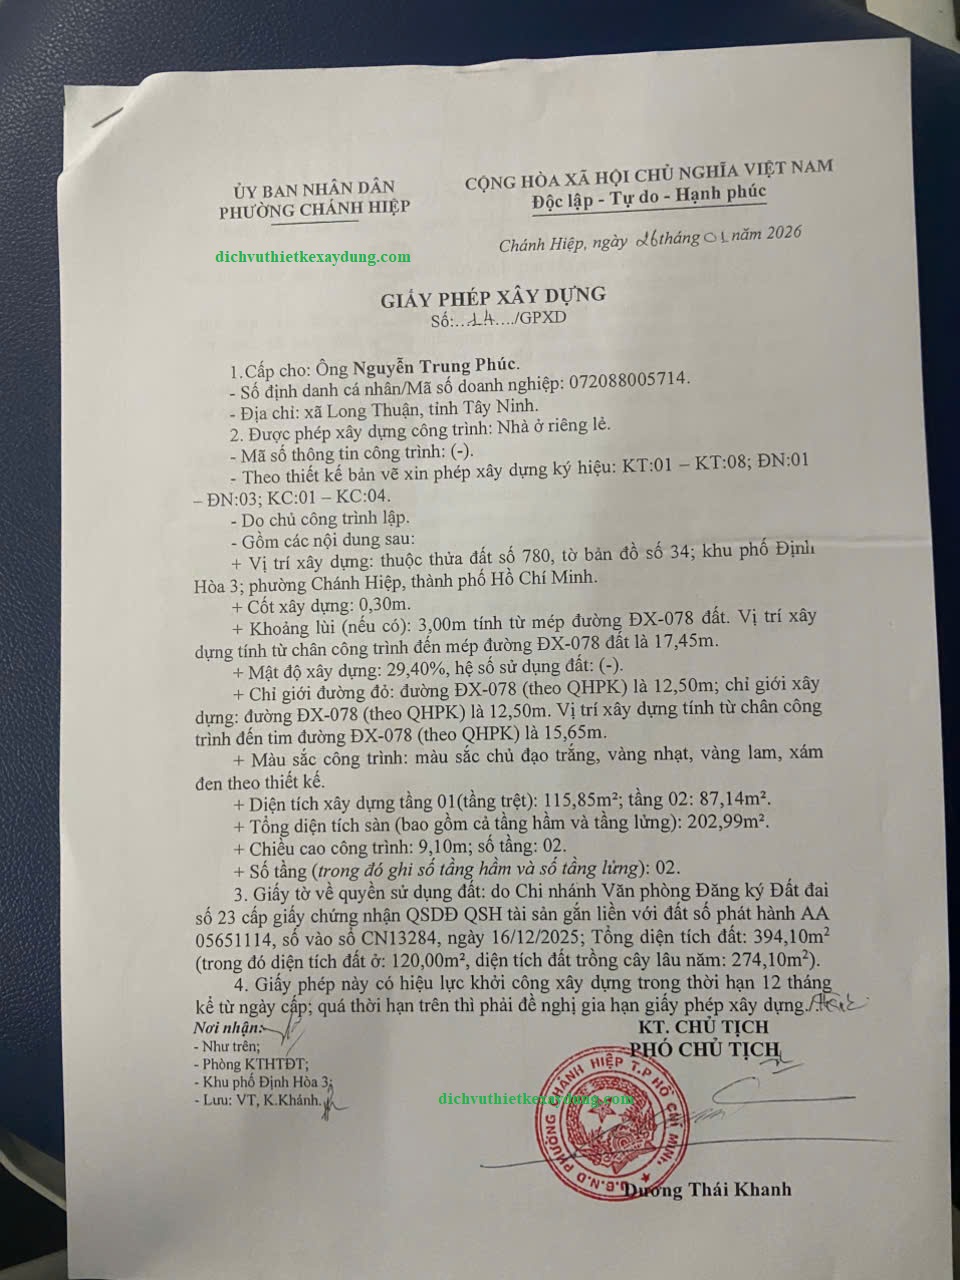 ỦY BAN NHÂN DÂN
PHƯỜNG CHÁNH HIỆP
CỘNG HÒA XÃ HỘI CHỦ NGHĨA VIỆT NAM
Độc lập - Tự do - Hạnh phúc
dichvuthietkexaydung.com
Chánh Hiệp, ngày 26 tháng 01 năm 2026
GIẤY PHÉP XÂY DỰNG
Số:...14..../GPXD
1.Cấp cho: Ông Nguyễn Trung Phúc.
- Số định danh cá nhân/Mã số doanh nghiệp: 072088005714.
- Địa chỉ: xã Long Thuận, tỉnh Tây Ninh.
2. Được phép xây dựng công trình: Nhà ở riêng lẻ.
- Mã số thông tin công trình: (-).
- Theo thiết kế bản vẽ xin phép xây dựng ký hiệu: KT:01 – KT:08; ĐN:01
– ĐN:03; KC:01 – KC:04.
- Do chủ công trình lập.
- Gồm các nội dung sau:
+ Vị trí xây dựng: thuộc thửa đất số 780, tờ bản đồ số 34; khu phố Định
Hòa 3; phường Chánh Hiệp, thành phố Hồ Chí Minh.
+ Cốt xây dựng: 0,30m.
+ Khoảng lùi (nếu có): 3,00m tính từ mép đường ĐX-078 đất. Vị trí xây
dựng tính từ chân công trình đến mép đường ĐX-078 đất là 17,45m.
+ Mật độ xây dựng: 29,40%, hệ số sử dụng đất: (-).
+ Chỉ giới đường đỏ: đường ĐX-078 (theo QHPK) là 12,50m; chỉ giới xây
dựng: đường ĐX-078 (theo QHPK) là 12,50m. Vị trí xây dựng tính từ chân công
trình đến tim đường ĐX-078 (theo QHPK) là 15,65m.
+ Màu sắc công trình: màu sắc chủ đạo trắng, vàng nhạt, vàng lam, xám
đen theo thiết kế.
+ Diện tích xây dựng tầng 01(tầng trệt): 115,85m²; tầng 02: 87,14m².
+ Tổng diện tích sàn (bao gồm cả tầng hầm và tầng lửng): 202,99m².
+ Chiều cao công trình: 9,10m; số tầng: 02.
+ Số tầng (trong đó ghi số tầng hầm và số tầng lửng): 02.
3. Giấy tờ về quyền sử dụng đất: do Chi nhánh Văn phòng Đăng ký Đất đai
số 23 cấp giấy chứng nhận QSDĐ QSH tài sản gắn liền với đất số phát hành AA
05651114, số vào sổ CN13284, ngày 16/12/2025; Tổng diện tích đất: 394,10m²
(trong đó diện tích đất ở: 120,00m², diện tích đất trồng cây lâu năm: 274,10m²).
4. Giấy phép này có hiệu lực khởi công xây dựng trong thời hạn 12 tháng
kể từ ngày cấp; quá thời hạn trên thì phải đề nghị gia hạn giấy phép xây dựng./.
Nơi nhận:
- Như trên;
- Phòng KTHTĐT;
- Khu phố Định Hòa 3;
- Lưu: VT, K.Khánh.
KT. CHỦ TỊCH
PHÓ CHỦ TỊCH
dichvuthietkexaydung.com
U.B.N.D PHƯỜNG CHÁNH HIỆP T.P HỒ CHÍ MINH
Dương Thái Khanh